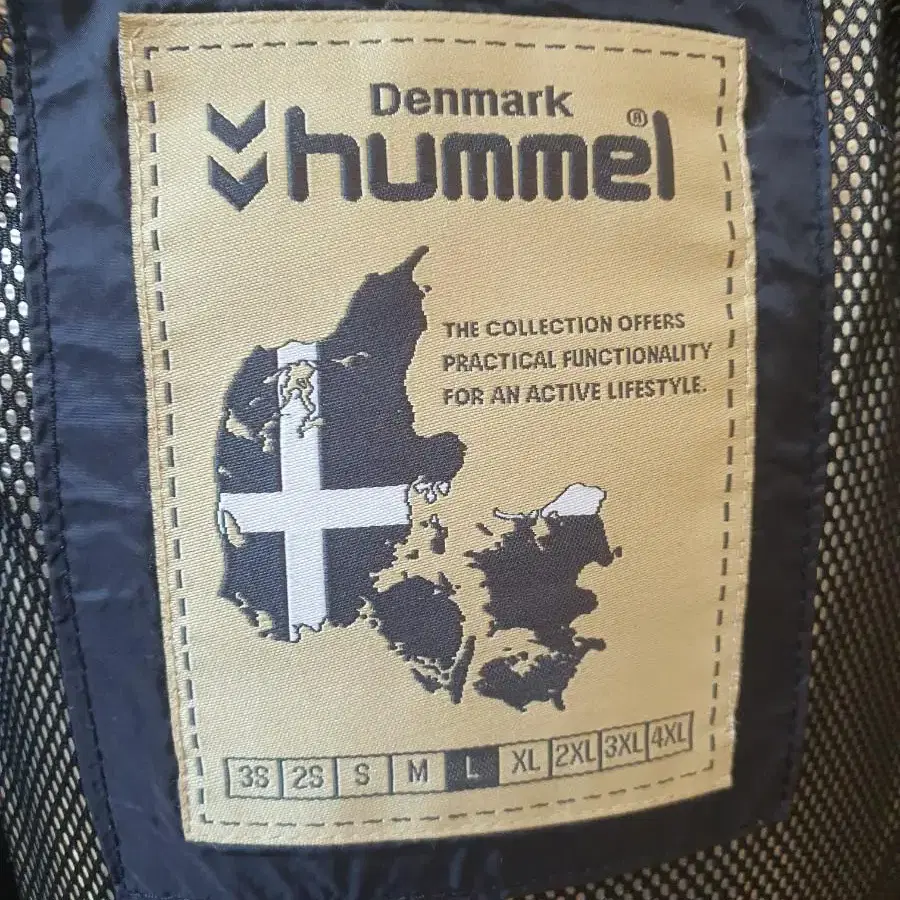 Denmark
hummel®
THE COLLECTION OFFERS
PRACTICAL FUNCTIONALITY
FOR AN ACTIVE LIFESTYLE.
3S 2S S M L XL 2XL 3XL 4XL